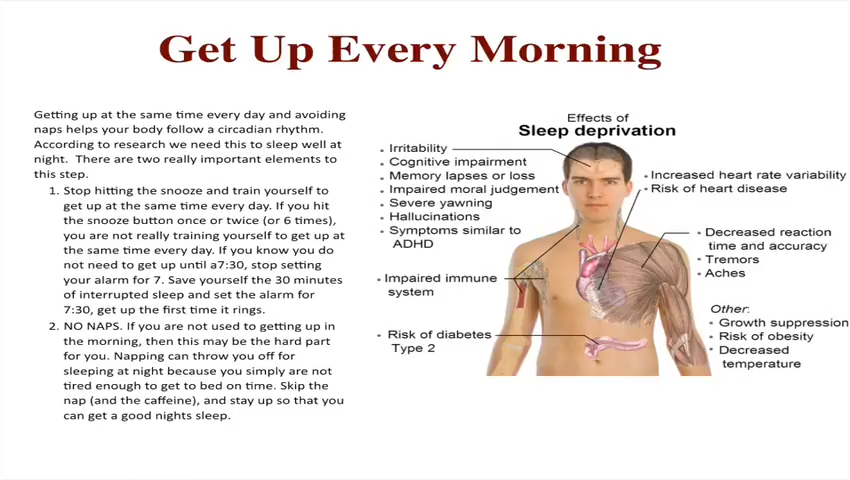 Get Up Every Morning
Getting up at the same time every day and avoiding
naps helps your body follow a circadian rhythm.
According to research we need this to sleep well at
night.  There are two really important elements to
this step.
1. Stop hitting the snooze and train yourself to
get up at the same time every day. If you hit
the snooze button once or twice (or 6 times),
you are not really training yourself to get up at
the same time every day. If you know you do
not need to get up until a7:30, stop setting
your alarm for 7. Save yourself the 30 minutes
of interrupted sleep and set the alarm for
7:30, get up the first time it rings.
2. NO NAPS. If you are not used to getting up in
the morning, then this may be the hard part
for you. Napping can throw you off for
sleeping at night because you simply are not
tired enough to get to bed on time. Skip the
nap (and the caffeine), and stay up so that you
can get a good nights sleep.
Effects of
Sleep deprivation
• Irritability
• Cognitive impairment
• Memory lapses or loss
• Impaired moral judgement
• Severe yawning
• Hallucinations
• Symptoms similar to
ADHD
• Impaired immune
system
• Risk of diabetes
Type 2
• Increased heart rate variability
• Risk of heart disease
• Decreased reaction
time and accuracy
• Tremors
• Aches
Other:
• Growth suppression
• Risk of obesity
• Decreased
temperature